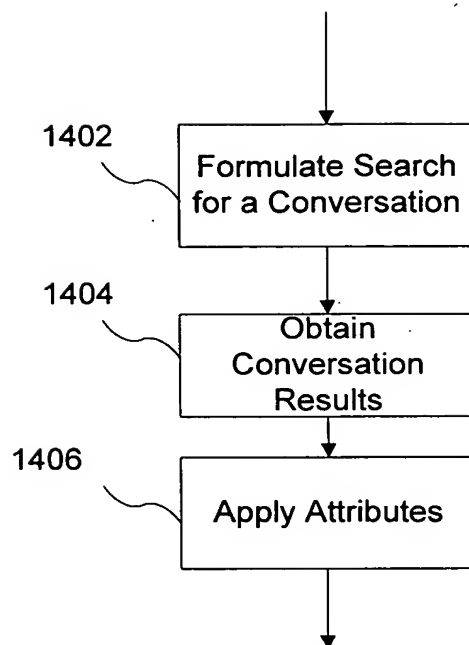 1402
Formulate Search
for a Conversation
1404
Obtain
Conversation
Results
1406
Apply Attributes